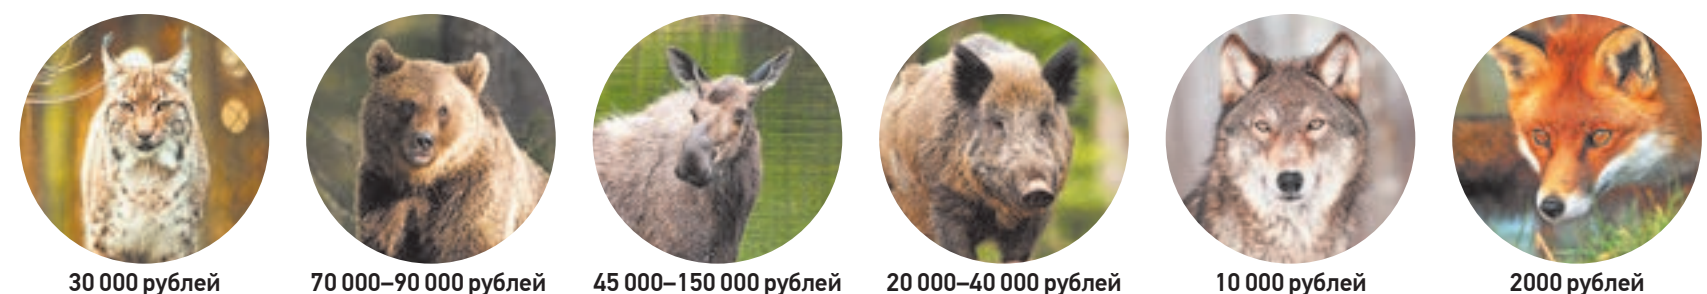 30 000 рублей
70 000–90 000 рублей
45 000–150 000 рублей
20 000–40 000 рублей
10 000 рублей
2000 рублей